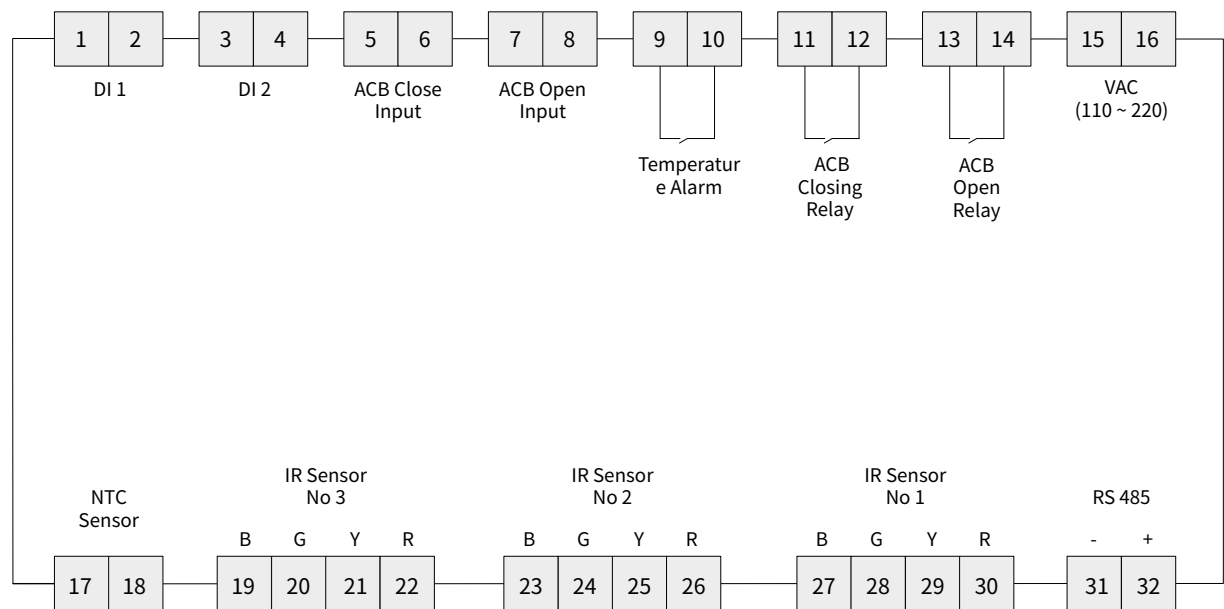 1 2 3 4 5 6 7 8 9 10 11 12 13 14 15 16
DI 1
DI 2
ACB Close
Input
ACB Open
Input
Temperatur
e Alarm
ACB
Closing
Relay
ACB
Open
Relay
VAC
(110 ~ 220)
NTC
Sensor
IR Sensor
No 3
B G Y R
IR Sensor
No 2
B G Y R
IR Sensor
No 1
B G Y R
RS 485
- +
17 18 19 20 21 22 23 24 25 26 27 28 29 30 31 32